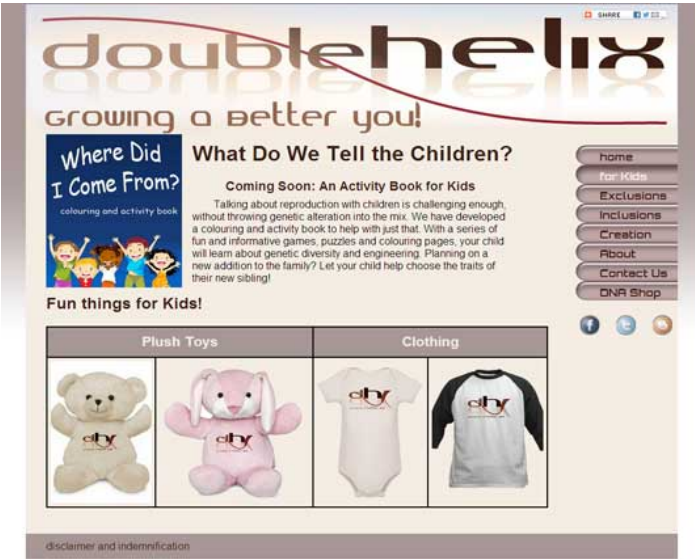 SHARE
doublehelix
Growing a Better you!
Where Did
I Come From?
colouring and activity book
What Do We Tell the Children?
Coming Soon: An Activity Book for Kids
Talking about reproduction with children is challenging enough,
without throwing genetic alteration into the mix. We have developed
a colouring and activity book to help with just that. With a series of
fun and informative games, puzzles and colouring pages, your child
will learn about genetic diversity and engineering. Planning on a
new addition to the family? Let your child help choose the traits of
their new sibling!
home
for Kids
Exclusions
Inclusions
Creation
About
Contact Us
DNA Shop
Fun things for Kids!
Plush Toys
Clothing
dhx
dhx
dhx
dhx
disclaimer and indemnification